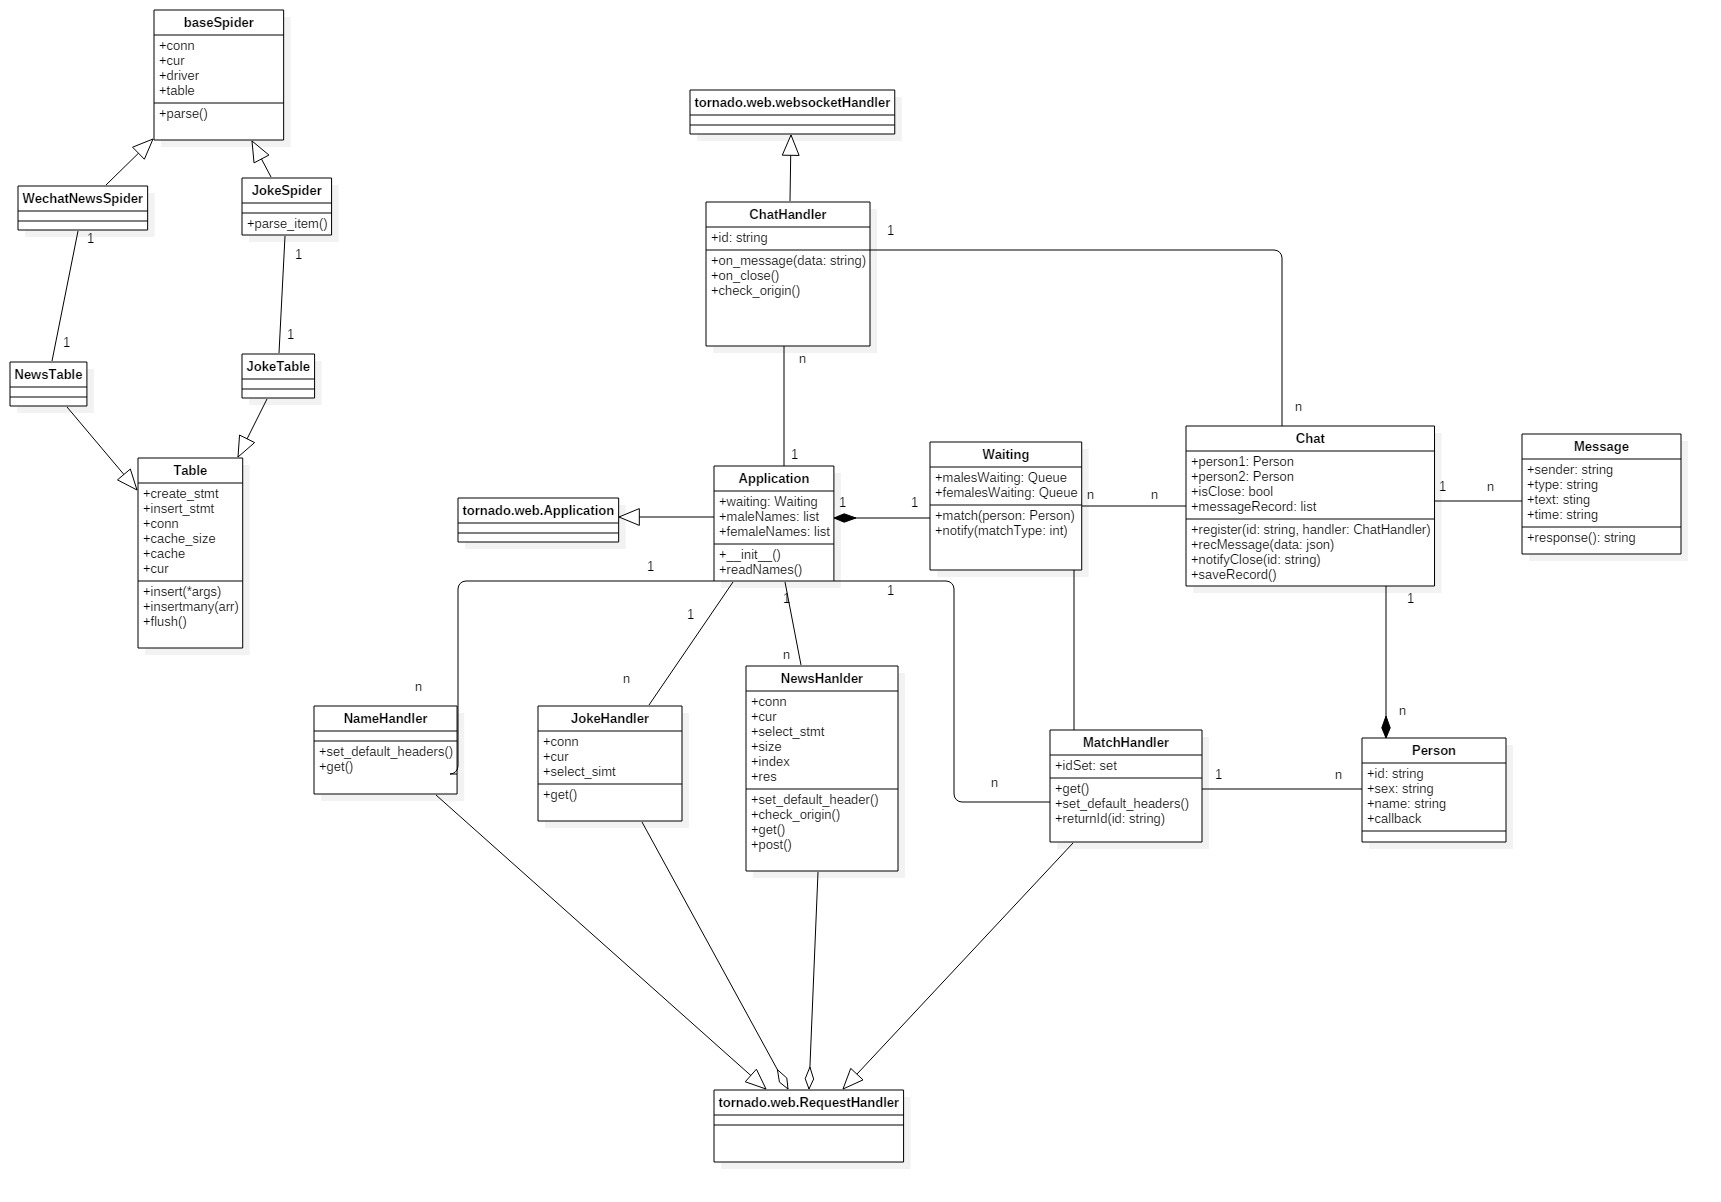 baseSpider
+conn
+cur
+driver
+table
+parse()
WechatNewsSpider
1
JokeSpider
+parse_item()
1
1
NewsTable
1
JokeTable
Table
+create_stmt
+insert_stmt
+conn
+cache_size
+cache
+cur
+insert(*args)
+insertmany(arr)
+flush()
tornado.web.websocketHandler
ChatHandler
+id: string
+on_message(data: string)
+on_close()
+check_origin()
1
n
n
1
tornado.web.Application
Application
+waiting: Waiting
+maleNames: list
+femaleNames: list
+__init__()
+readNames()
1
1
Waiting
+malesWaiting: Queue
+femalesWaiting: Queue
+match(person: Person)
+notify(matchType: int)
n
n
Chat
+person1: Person
+person2: Person
+isClose: bool
+messageRecord: list
+register(id: string, handler: ChatHandler)
+recMessage(data: json)
+notifyClose(id: string)
+saveRecord()
1
n
Message
+sender: string
+type: string
+text: sting
+time: string
+response(): string
1
1
1
1
1
n
n
n
n
n
NameHandler
+set_default_headers()
+get()
JokeHandler
+conn
+cur
+select_simt
+get()
NewsHanlder
+conn
+cur
+select_stmt
+size
+index
+res
+set_default_header()
+check_origin()
+get()
+post()
MatchHandler
+idSet: set
+get()
+set_default_headers()
+returnId(id: string)
1
n
Person
+id: string
+sex: string
+name: string
+callback
tornado.web.RequestHandler